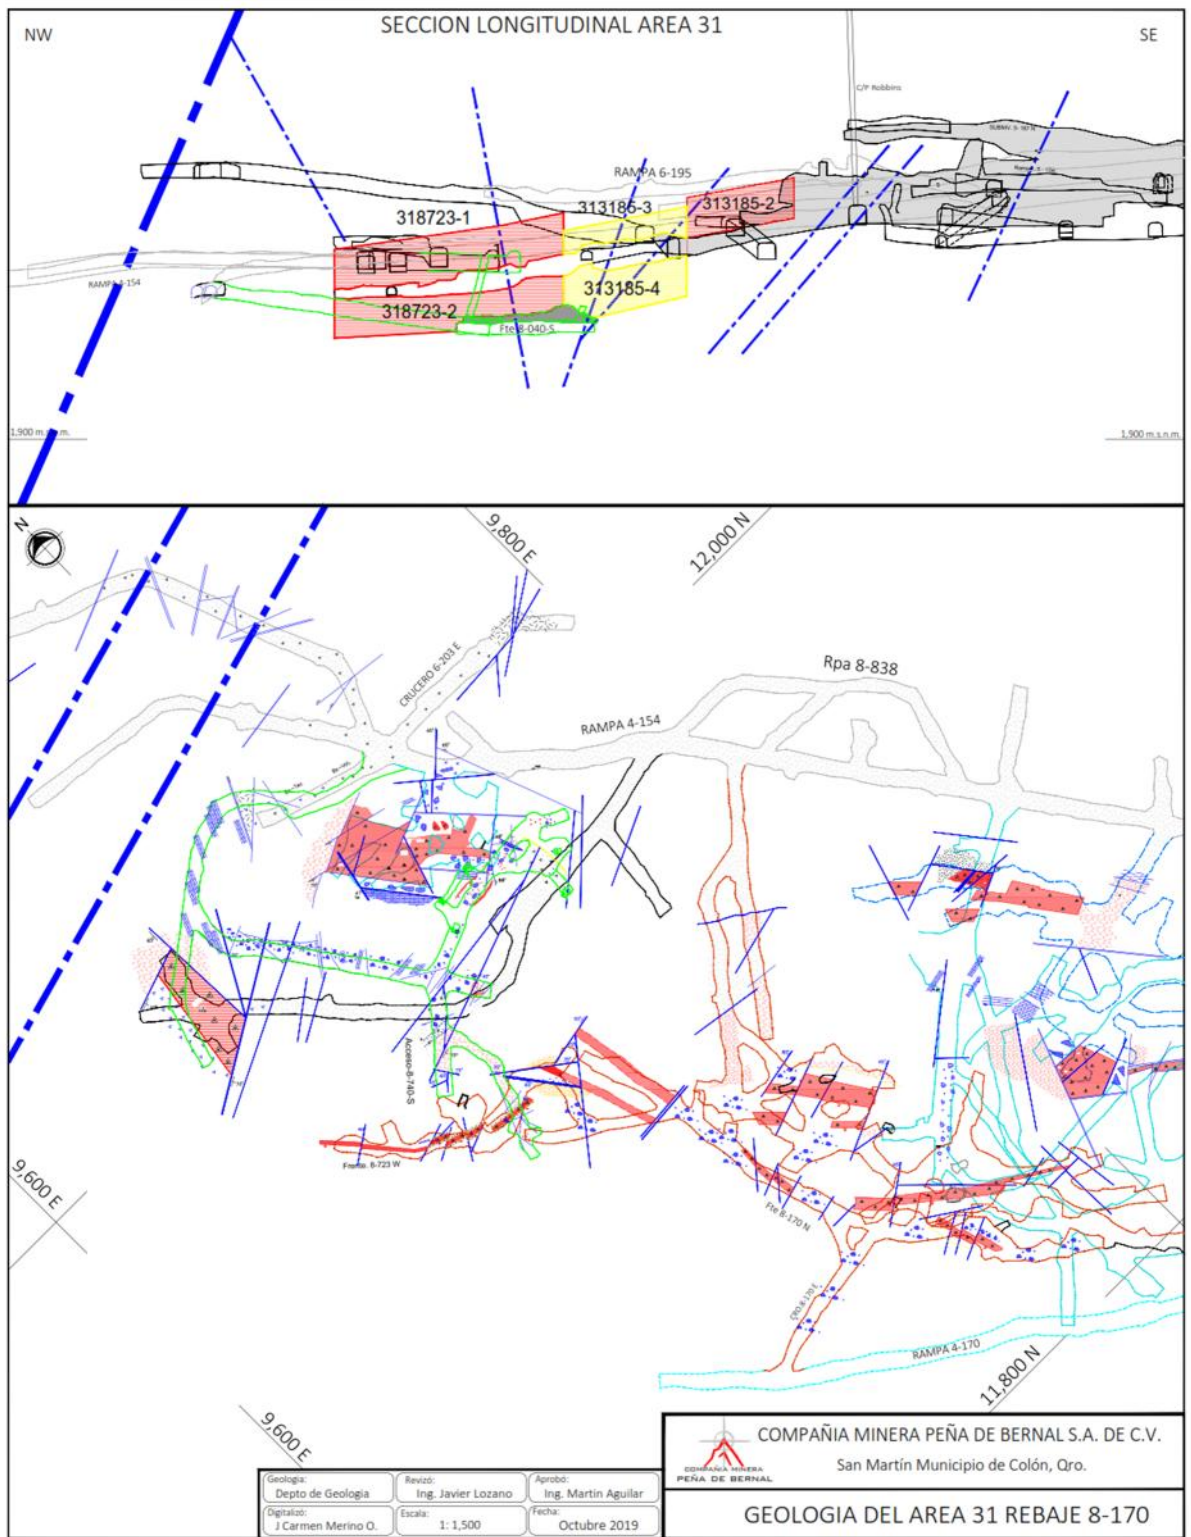 SECCION LONGITUDINAL AREA 31
NW
SE
C/P Robbins
RAMPA 6-195
318723-1
313185-3
313185-2
RAMPA 4-154
318723-2
313185-4
Fte 8-040-S
1,900 m.s.n.m.
1,900 m.s.n.m.
N
9,800 E
12,000 N
CRUCERO 6-203 E
Rpa 8-838
RAMPA 4-154
Acceso-8-740-S
Frente. 8-723 W
9,600 E
Fte 8-170 N
CRO.8-170 E
RAMPA 4-170
11,800 N
9,600 E
COMPAÑIA MINERA
PEÑA DE BERNAL
COMPAÑIA MINERA PEÑA DE BERNAL S.A. DE C.V.
San Martín Municipio de Colón, Qro.
Geologia:
Depto de Geologia
Revizó:
Ing. Javier Lozano
Aprobó:
Ing. Martin Aguilar
Digitalizó:
J Carmen Merino O.
Escala:
1: 1,500
Fecha:
Octubre 2019
GEOLOGIA DEL AREA 31 REBAJE 8-170